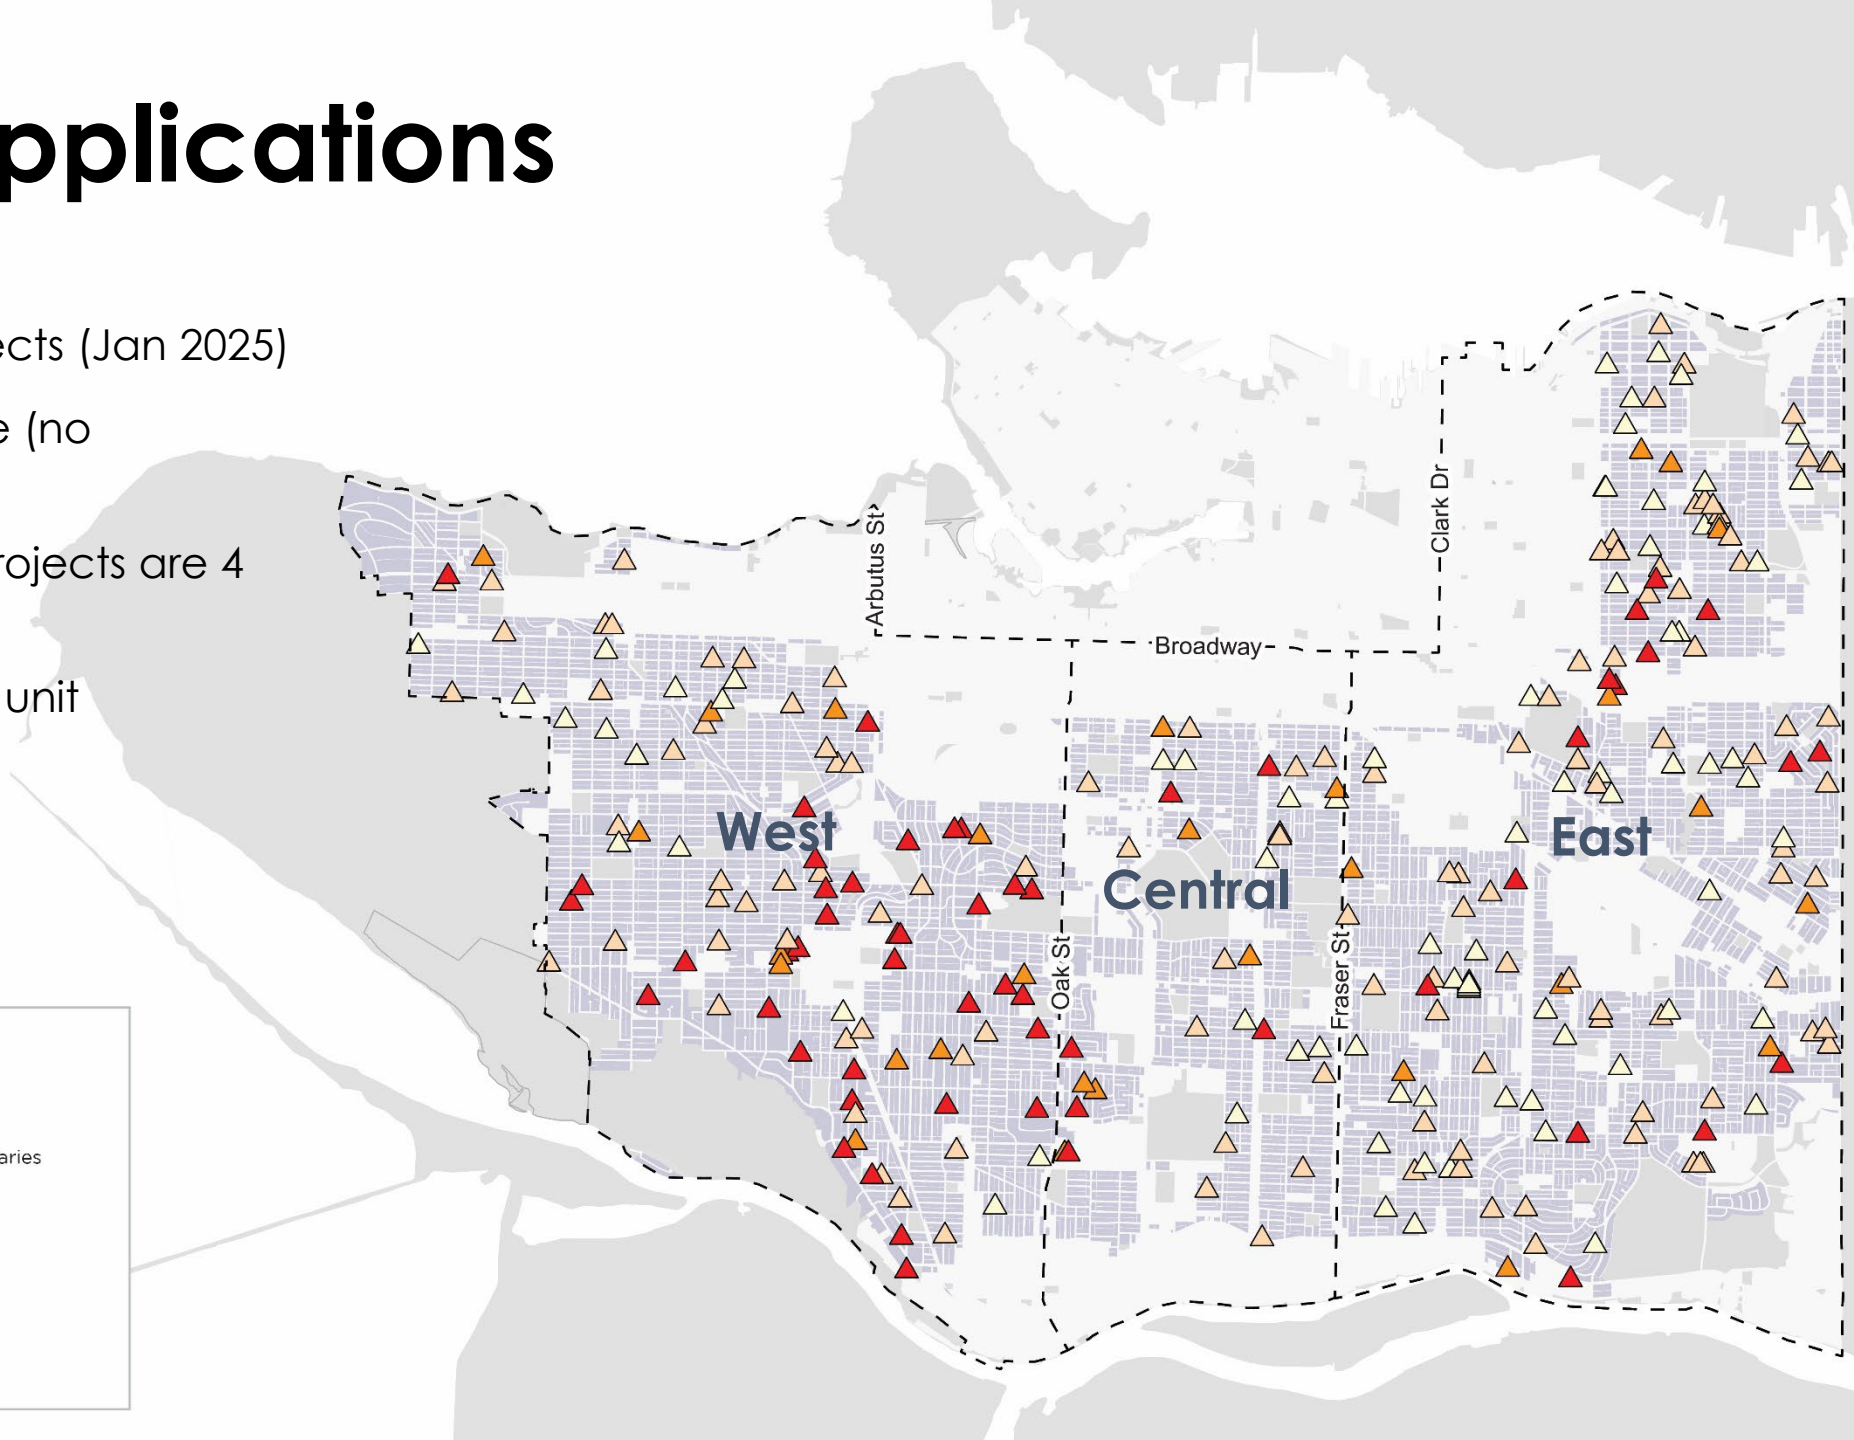 pplications
ects (Jan 2025)
e (no
rojects are 4
unit
Arbutus St
Broadway
Clark Dr
West
Central
East
Oak St
Fraser St
aries